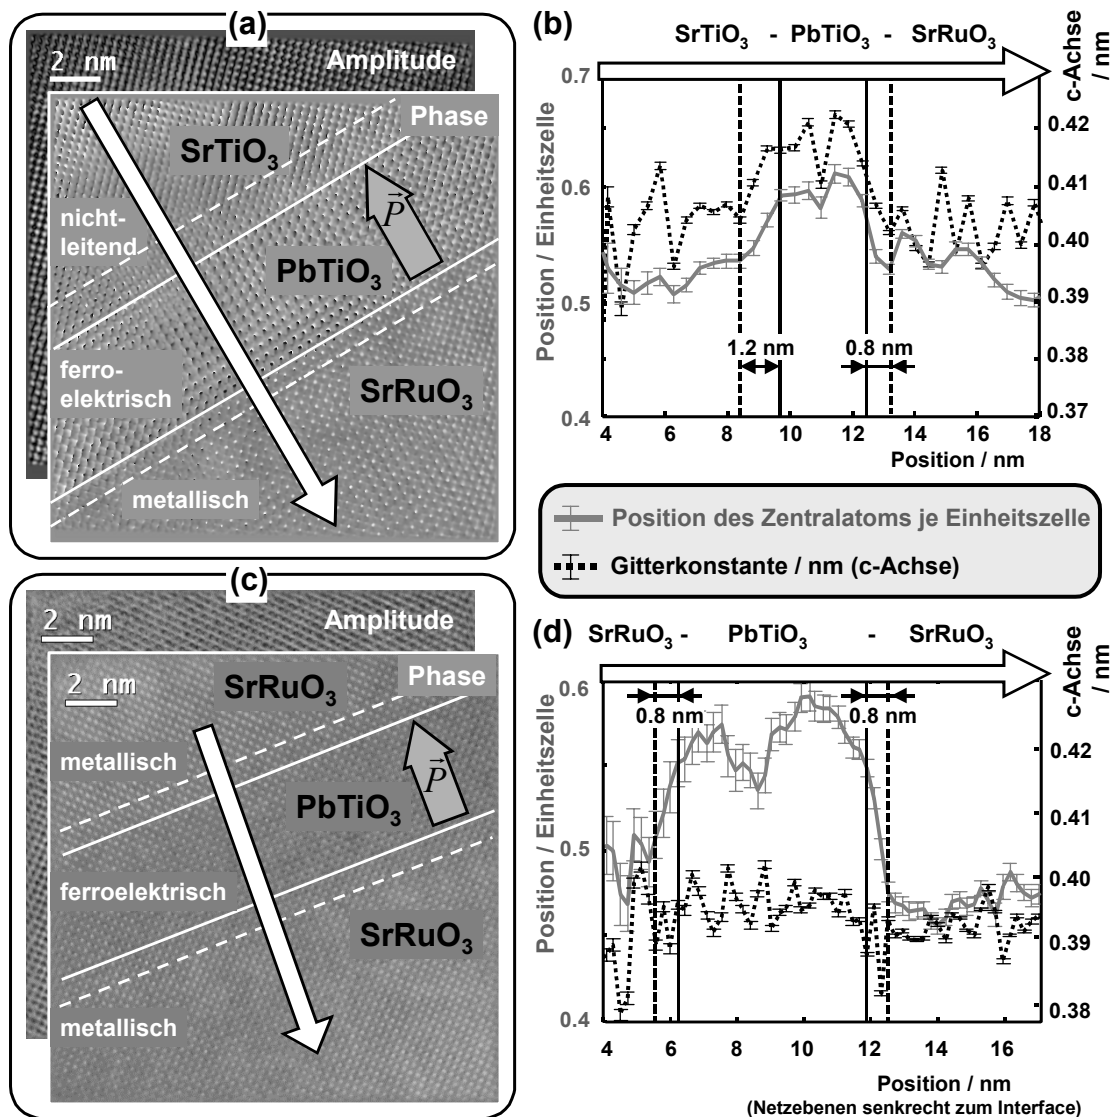 (a)
2 nm
Amplitude
Phase
SrTiO3
nicht-
leitend
P
PbTiO3
ferro-
elektrisch
SrRuO3
metallisch
(b)
SrTiO3 - PbTiO3 - SrRuO3
c-Achse
/ nm
0.7
0.6
0.5
0.4
Position / Einheitszelle
0.42
0.41
0.40
0.39
0.38
0.37
1.2 nm
0.8 nm
4 6 8 10 12 14 16 18
Position / nm
Position des Zentralatoms je Einheitszelle
Gitterkonstante / nm (c-Achse)
(c)
2 nm
Amplitude
2 nm
Phase
SrRuO3
metallisch
P
PbTiO3
ferroelektrisch
SrRuO3
metallisch
(d)
SrRuO3 - PbTiO3 - SrRuO3
c-Achse
/ nm
0.6
0.5
0.4
Position / Einheitszelle
0.8 nm
0.8 nm
0.42
0.41
0.40
0.39
0.38
4 6 8 10 12 14 16
Position / nm
(Netzebenen senkrecht zum Interface)